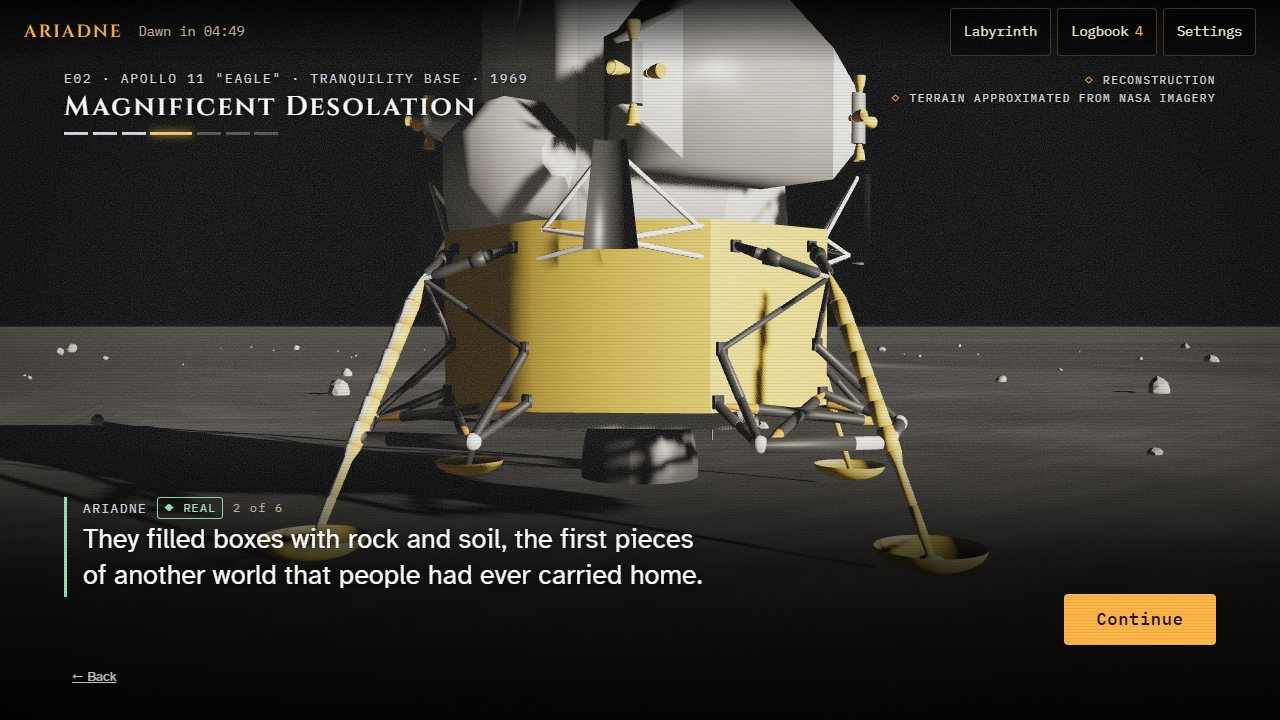 ARIADNE Dawn in 04:49
Labyrinth Logbook 4 Settings
E02 · APOLLO 11 "EAGLE" · TRANQUILITY BASE · 1969
Magnificent Desolation
RECONSTRUCTION
TERRAIN APPROXIMATED FROM NASA IMAGERY
ARIADNE REAL 2 of 6
They filled boxes with rock and soil, the first pieces
of another world that people had ever carried home.
Continue
← Back